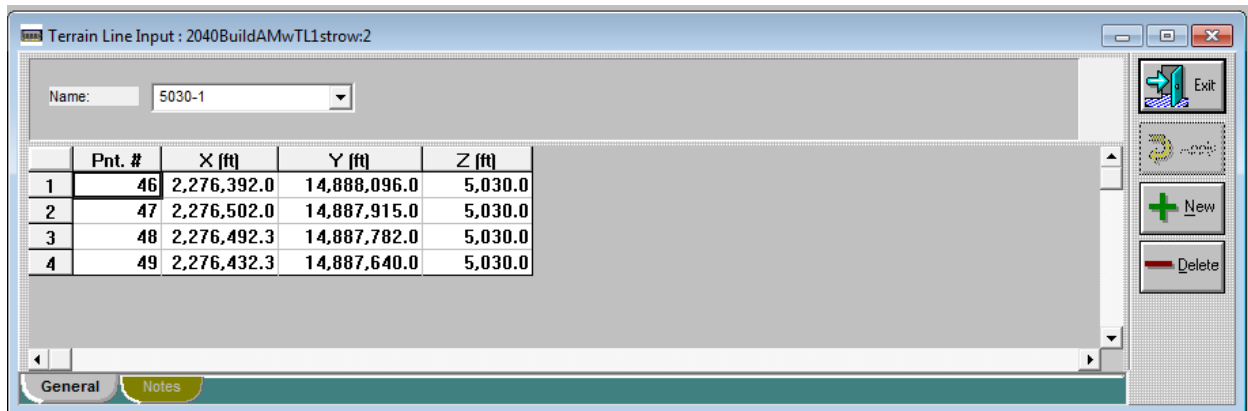 Terrain Line Input : 2040BuildAMwTL1strow:2
Name: 5030-1
Exit
Apply
New
Delete
Pnt. # X (ft) Y (ft) Z (ft)
1 46 2,276,392.0 14,888,096.0 5,030.0
2 47 2,276,502.0 14,887,915.0 5,030.0
3 48 2,276,492.3 14,887,782.0 5,030.0
4 49 2,276,432.3 14,887,640.0 5,030.0
General Notes